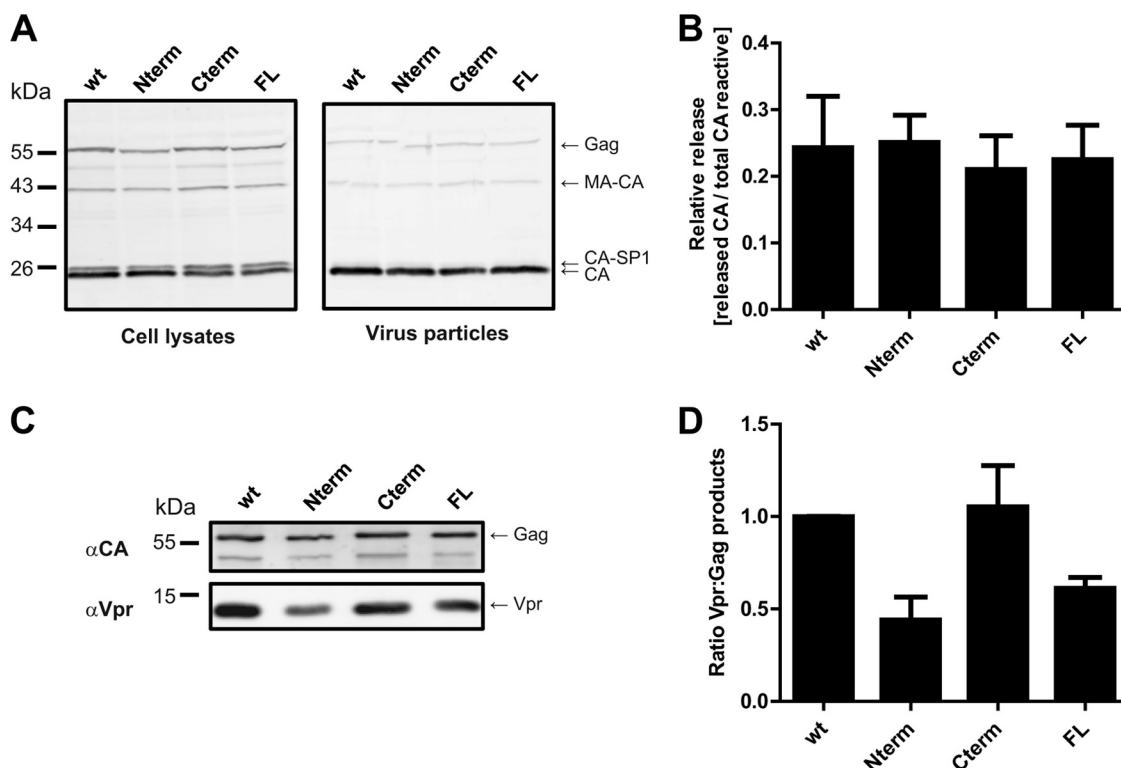 A
wt Nterm Cterm FL
wt Nterm Cterm FL
kDa
55
43
34
26
← Gag
← MA-CA
← CA-SP1
← CA
Cell lysates
Virus particles
B
Relative release
[released CA / total CA reactive]
0.4
0.3
0.2
0.1
0.0
wt Nterm Cterm FL
C
wt Nterm Cterm FL
kDa
αCA
55
← Gag
αVpr
15
← Vpr
D
Ratio Vpr:Gag products
1.5
1.0
0.5
0.0
wt Nterm Cterm FL